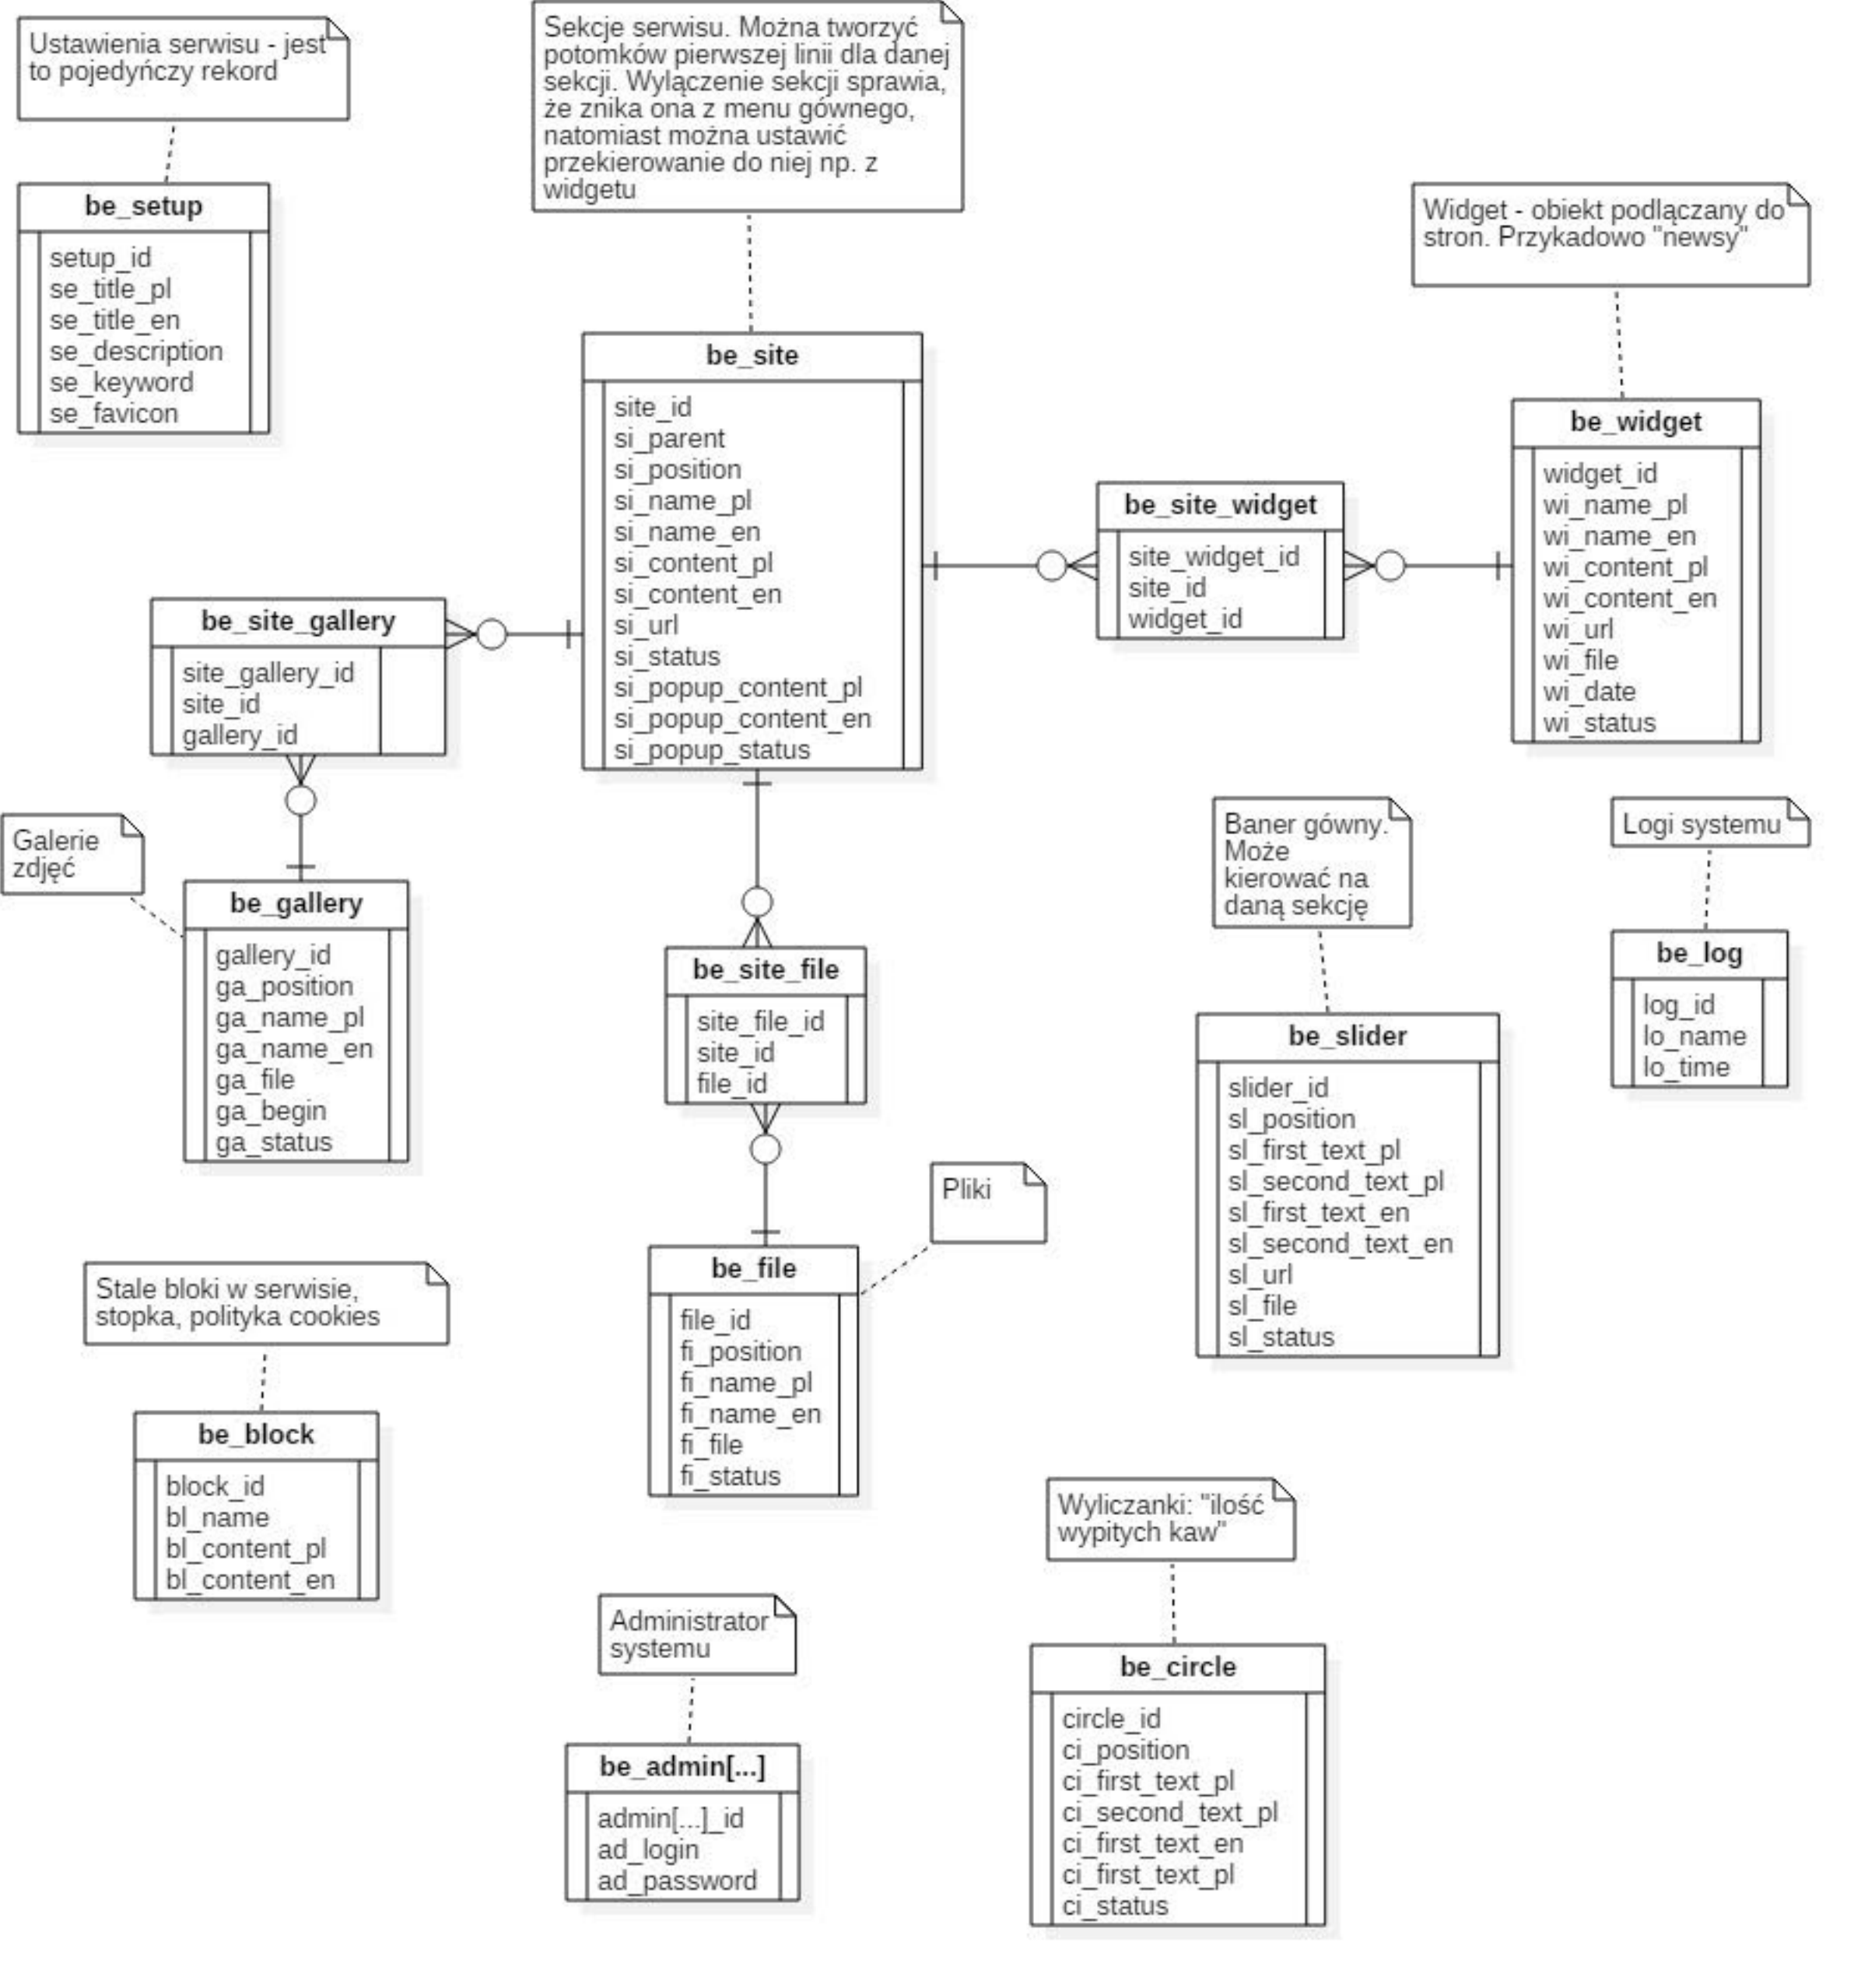 Ustawienia serwisu - jest
to pojedyńczy rekord
be_setup
setup_id
se_title_pl
se_title_en
se_description
se_keyword
se_favicon
Sekcje serwisu. Można tworzyć
potomków pierwszej linii dla danej
sekcji. Wylączenie sekcji sprawia,
że znika ona z menu gównego,
natomiast można ustawić
przekierowanie do niej np. z
widgetu
be_site
site_id
si_parent
si_position
si_name_pl
si_name_en
si_content_pl
si_content_en
si_url
si_status
si_popup_content_pl
si_popup_content_en
si_popup_status
Widget - obiekt podlączany do
stron. Przykadowo "newsy"
be_widget
widget_id
wi_name_pl
wi_name_en
wi_content_pl
wi_content_en
wi_url
wi_file
wi_date
wi_status
be_site_widget
site_widget_id
site_id
widget_id
be_site_gallery
site_gallery_id
site_id
gallery_id
Galerie
zdjęć
be_gallery
gallery_id
ga_position
ga_name_pl
ga_name_en
ga_file
ga_begin
ga_status
be_site_file
site_file_id
site_id
file_id
Baner gówny.
Może
kierować na
daną sekcję
be_slider
slider_id
sl_position
sl_first_text_pl
sl_second_text_pl
sl_first_text_en
sl_second_text_en
sl_url
sl_file
sl_status
Logi systemu
be_log
log_id
lo_name
lo_time
Pliki
be_file
file_id
fi_position
fi_name_pl
fi_name_en
fi_file
fi_status
Stale bloki w serwisie,
stopka, polityka cookies
be_block
block_id
bl_name
bl_content_pl
bl_content_en
Administrator
systemu
be_admin[...]
admin[...]_id
ad_login
ad_password
Wyliczanki: "ilość
wypitych kaw"
be_circle
circle_id
ci_position
ci_first_text_pl
ci_second_text_pl
ci_first_text_en
ci_first_text_pl
ci_status